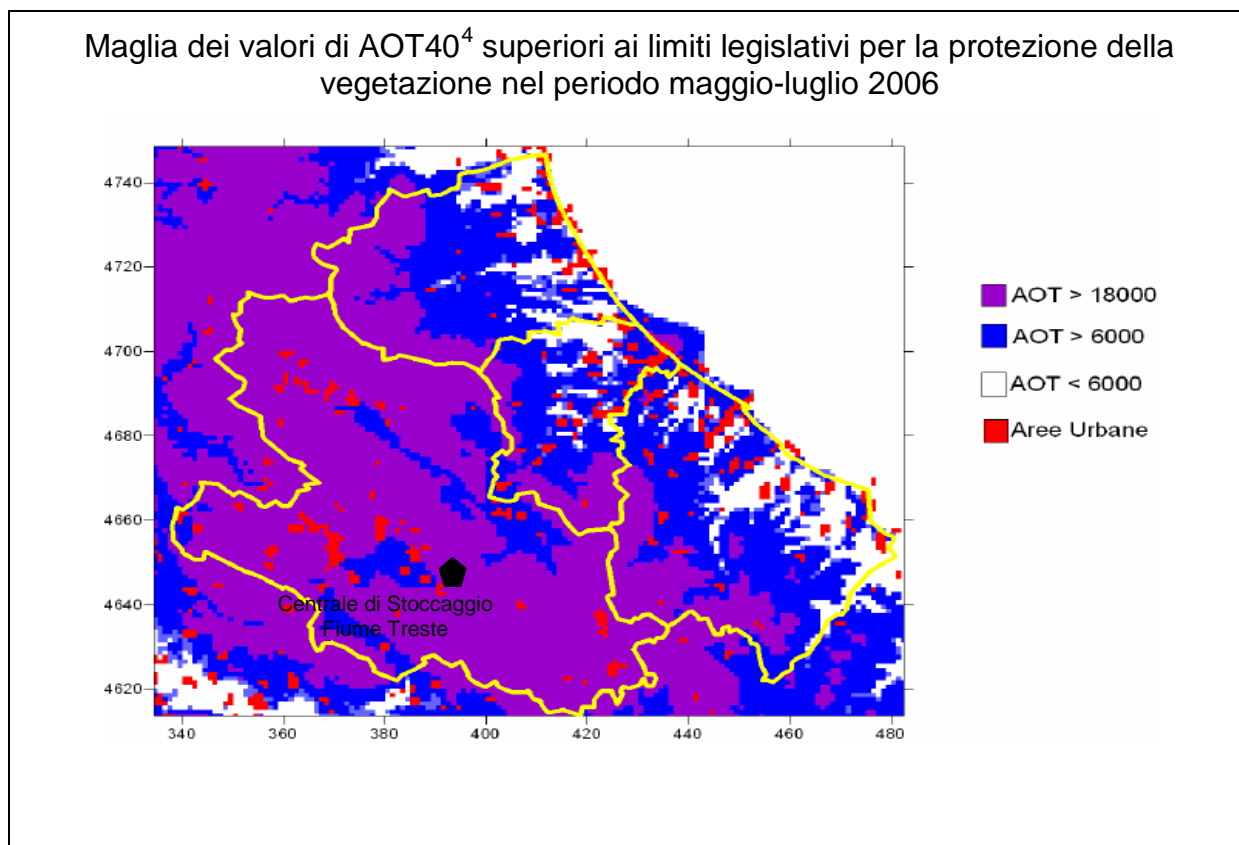 Maglia dei valori di AOT40⁴ superiori ai limiti legislativi per la protezione della
vegetazione nel periodo maggio-luglio 2006
4740
4720
4700
4680
4660
4640
4620
340 360 380 400 420 440 460 480
Centrale di Stoccaggio
Fiume Treste
AOT > 18000
AOT > 6000
AOT < 6000
Aree Urbane